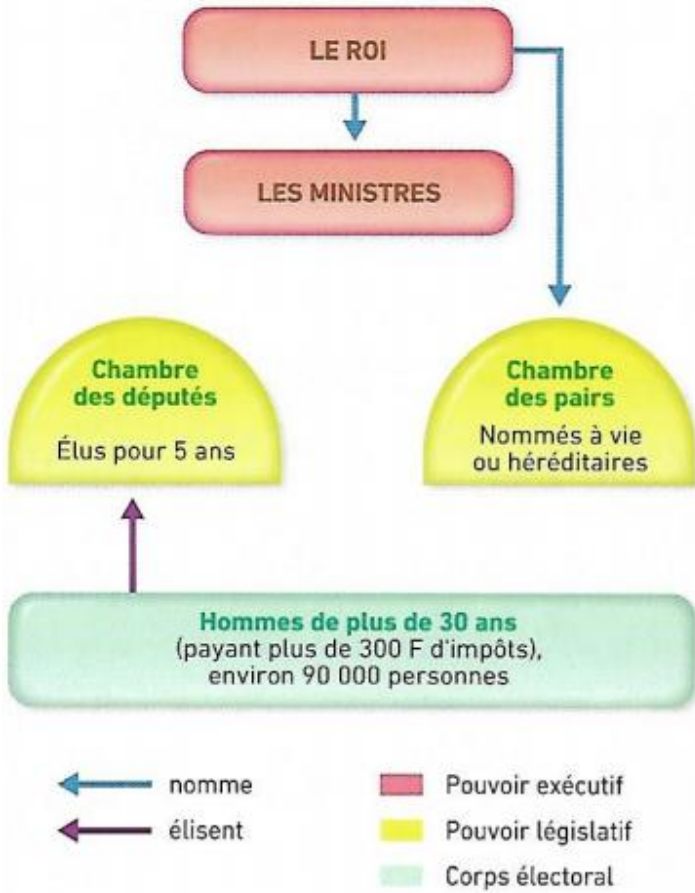 LE ROI
LES MINISTRES
Chambre
des députés
Élus pour 5 ans
Chambre
des pairs
Nommés à vie
ou héréditaires
Hommes de plus de 30 ans
(payant plus de 300 F d'impôts),
environ 90 000 personnes
nomme
élisent
Pouvoir exécutif
Pouvoir législatif
Corps électoral